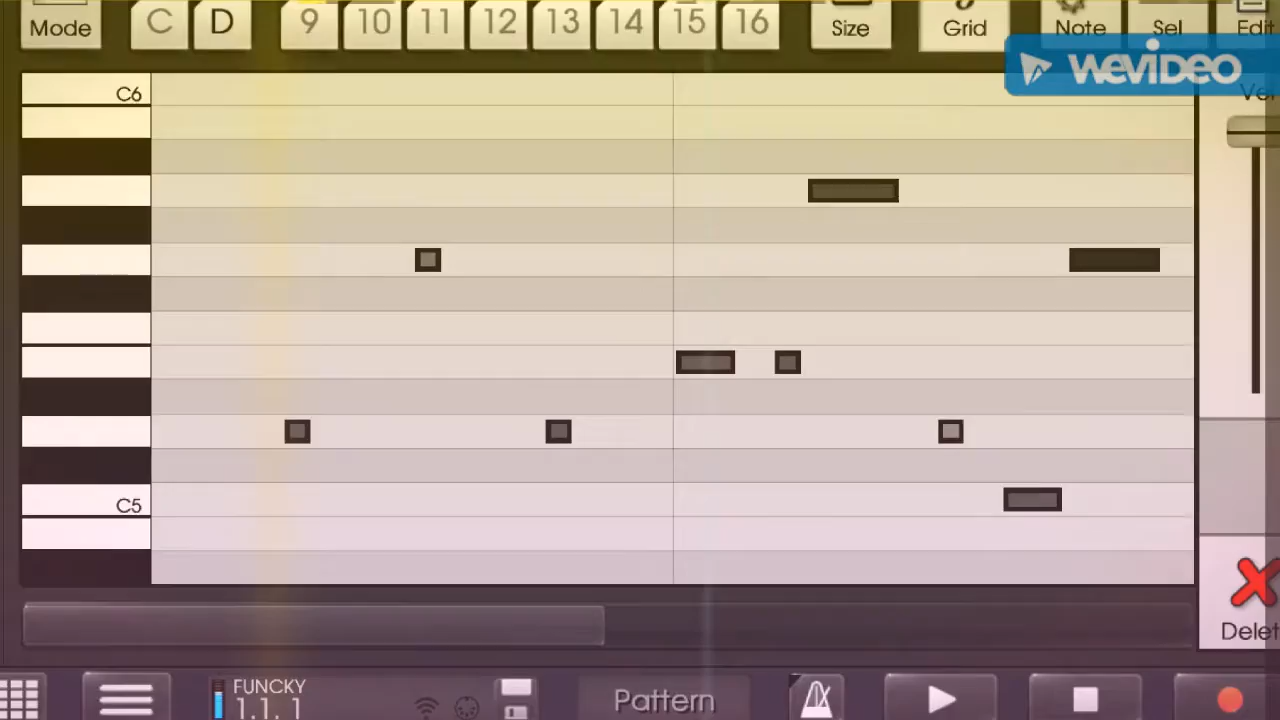 Mode C D 9 10 11 12 13 14 15 16 Size Grid Note Sel Edit
WEVIDEO
C6
C5
Delet
FUNCKY
1.1. 1
Pattern